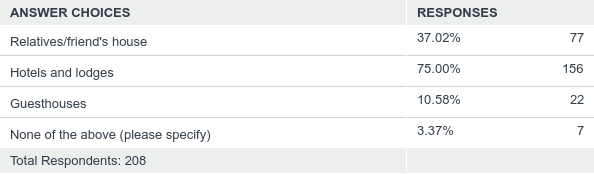 ANSWER CHOICES RESPONSES
Relatives/friend's house 37.02% 77
Hotels and lodges 75.00% 156
Guesthouses 10.58% 22
None of the above (please specify) 3.37% 7
Total Respondents: 208